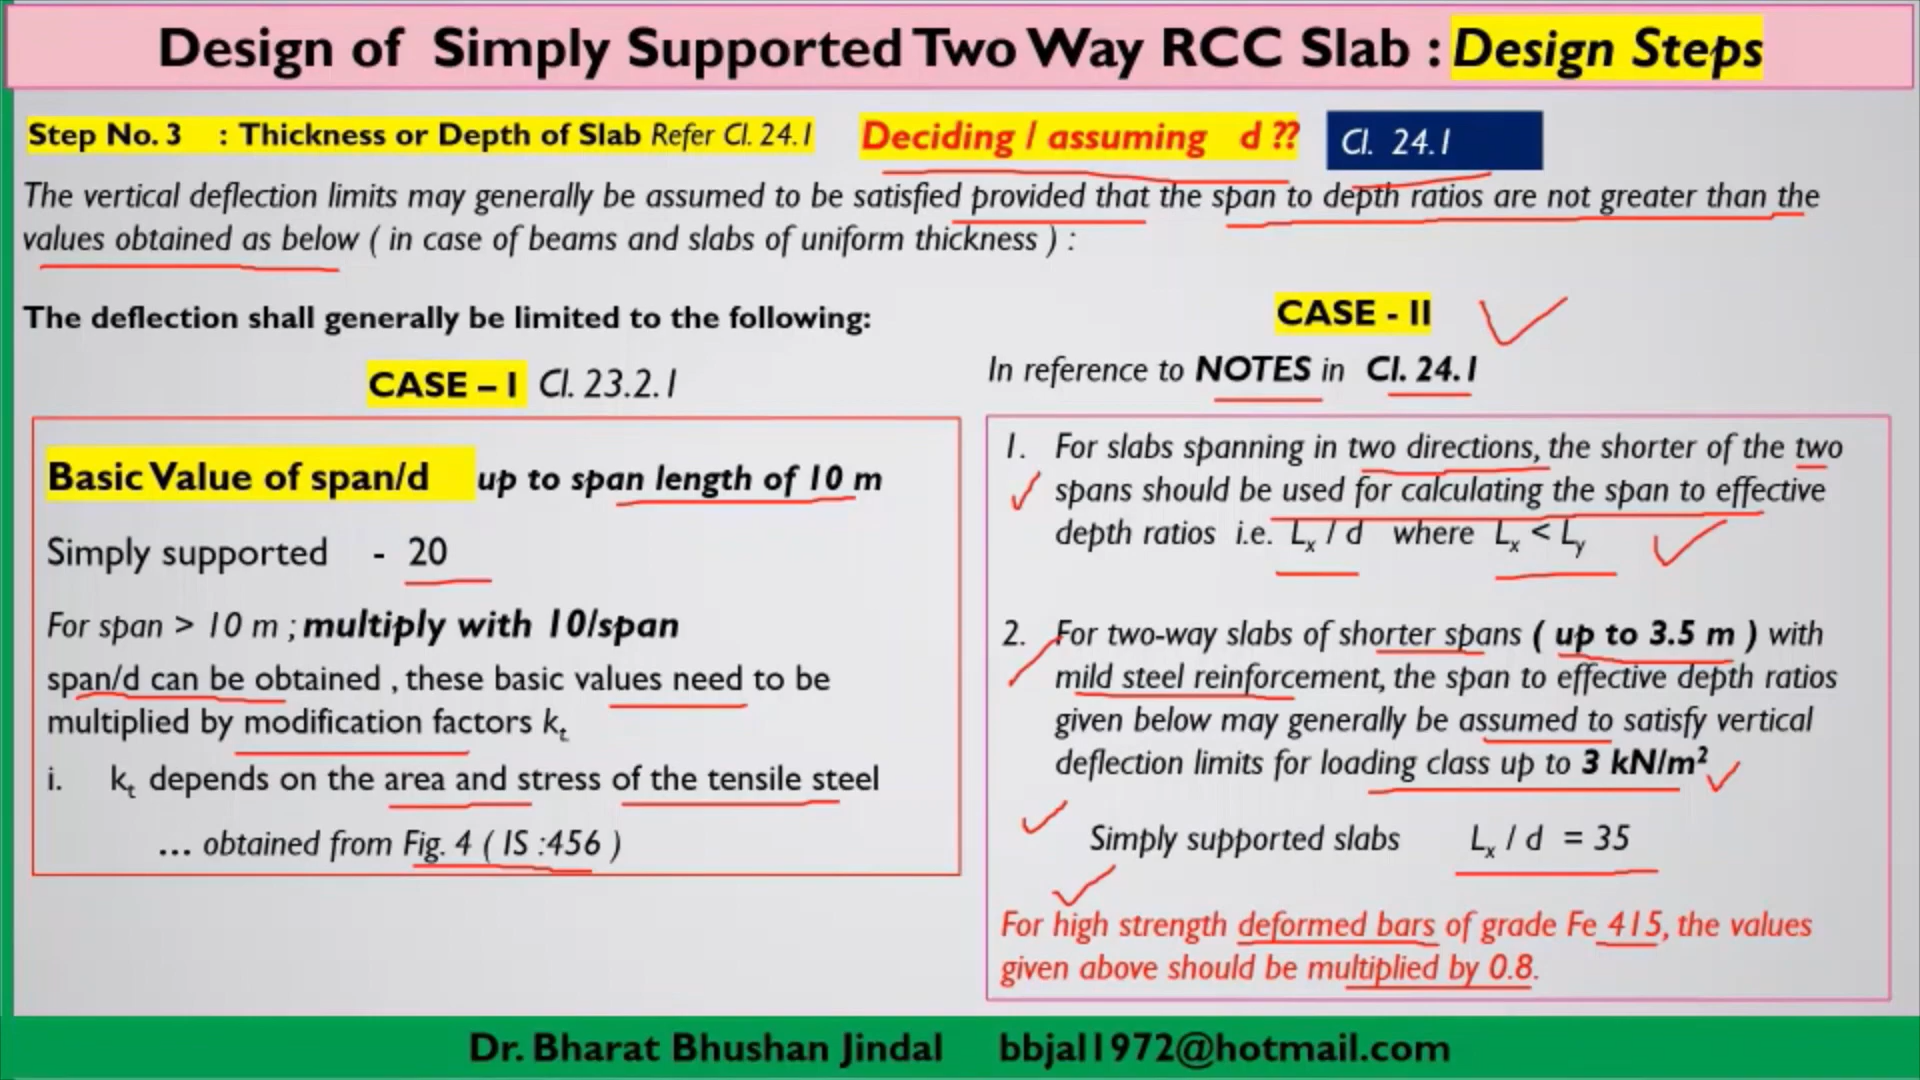 Design of Simply Supported Two Way RCC Slab : Design Steps
Step No. 3 : Thickness or Depth of Slab Refer Cl. 24.1
Deciding / assuming d ??
Cl. 24.1
The vertical deflection limits may generally be assumed to be satisfied provided that the span to depth ratios are not greater than the
values obtained as below ( in case of beams and slabs of uniform thickness ) :
The deflection shall generally be limited to the following:
CASE – I Cl. 23.2.1
Basic Value of span/d up to span length of 10 m
Simply supported - 20
For span > 10 m ; multiply with 10/span
span/d can be obtained , these basic values need to be
multiplied by modification factors kt
i. kt depends on the area and stress of the tensile steel
... obtained from Fig. 4 ( IS :456 )
CASE - II
In reference to NOTES in Cl. 24.1
1. For slabs spanning in two directions, the shorter of the two
spans should be used for calculating the span to effective
depth ratios i.e. Lx / d where Lx < Ly
2. For two-way slabs of shorter spans ( up to 3.5 m ) with
mild steel reinforcement, the span to effective depth ratios
given below may generally be assumed to satisfy vertical
deflection limits for loading class up to 3 kN/m²
Simply supported slabs Lx / d = 35
For high strength deformed bars of grade Fe 415, the values
given above should be multiplied by 0.8.
Dr. Bharat Bhushan Jindal bbjal1972@hotmail.com